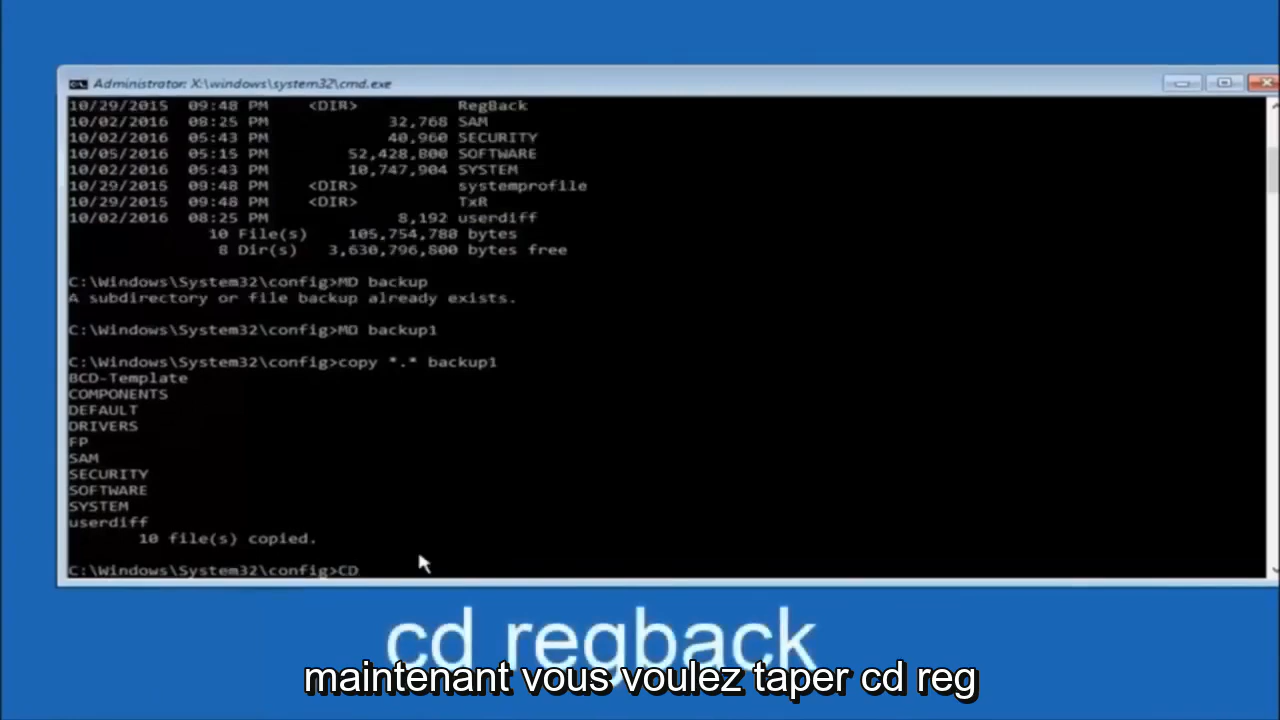 Administrator: X:\windows\system32\cmd.exe
10/29/2015 09:48 PM <DIR> RegBack
10/02/2016 08:25 PM 32,768 SAM
10/02/2016 05:43 PM 40,960 SECURITY
10/05/2016 05:15 PM 52,428,800 SOFTWARE
10/02/2016 05:43 PM 10,747,904 SYSTEM
10/29/2015 09:48 PM <DIR> systemprofile
10/29/2015 09:48 PM <DIR> TxR
10/02/2016 08:25 PM 8,192 userdiff
10 File(s) 105,754,788 bytes
8 Dir(s) 3,630,796,800 bytes free
C:\Windows\System32\config>MD backup
A subdirectory or file backup already exists.
C:\Windows\System32\config>MD backup1
C:\Windows\System32\config>copy *.* backup1
BCD-Template
COMPONENTS
DEFAULT
DRIVERS
FP
SAM
SECURITY
SOFTWARE
SYSTEM
userdiff
10 file(s) copied.
C:\Windows\System32\config>CD
cd regback
maintenant vous voulez taper cd reg